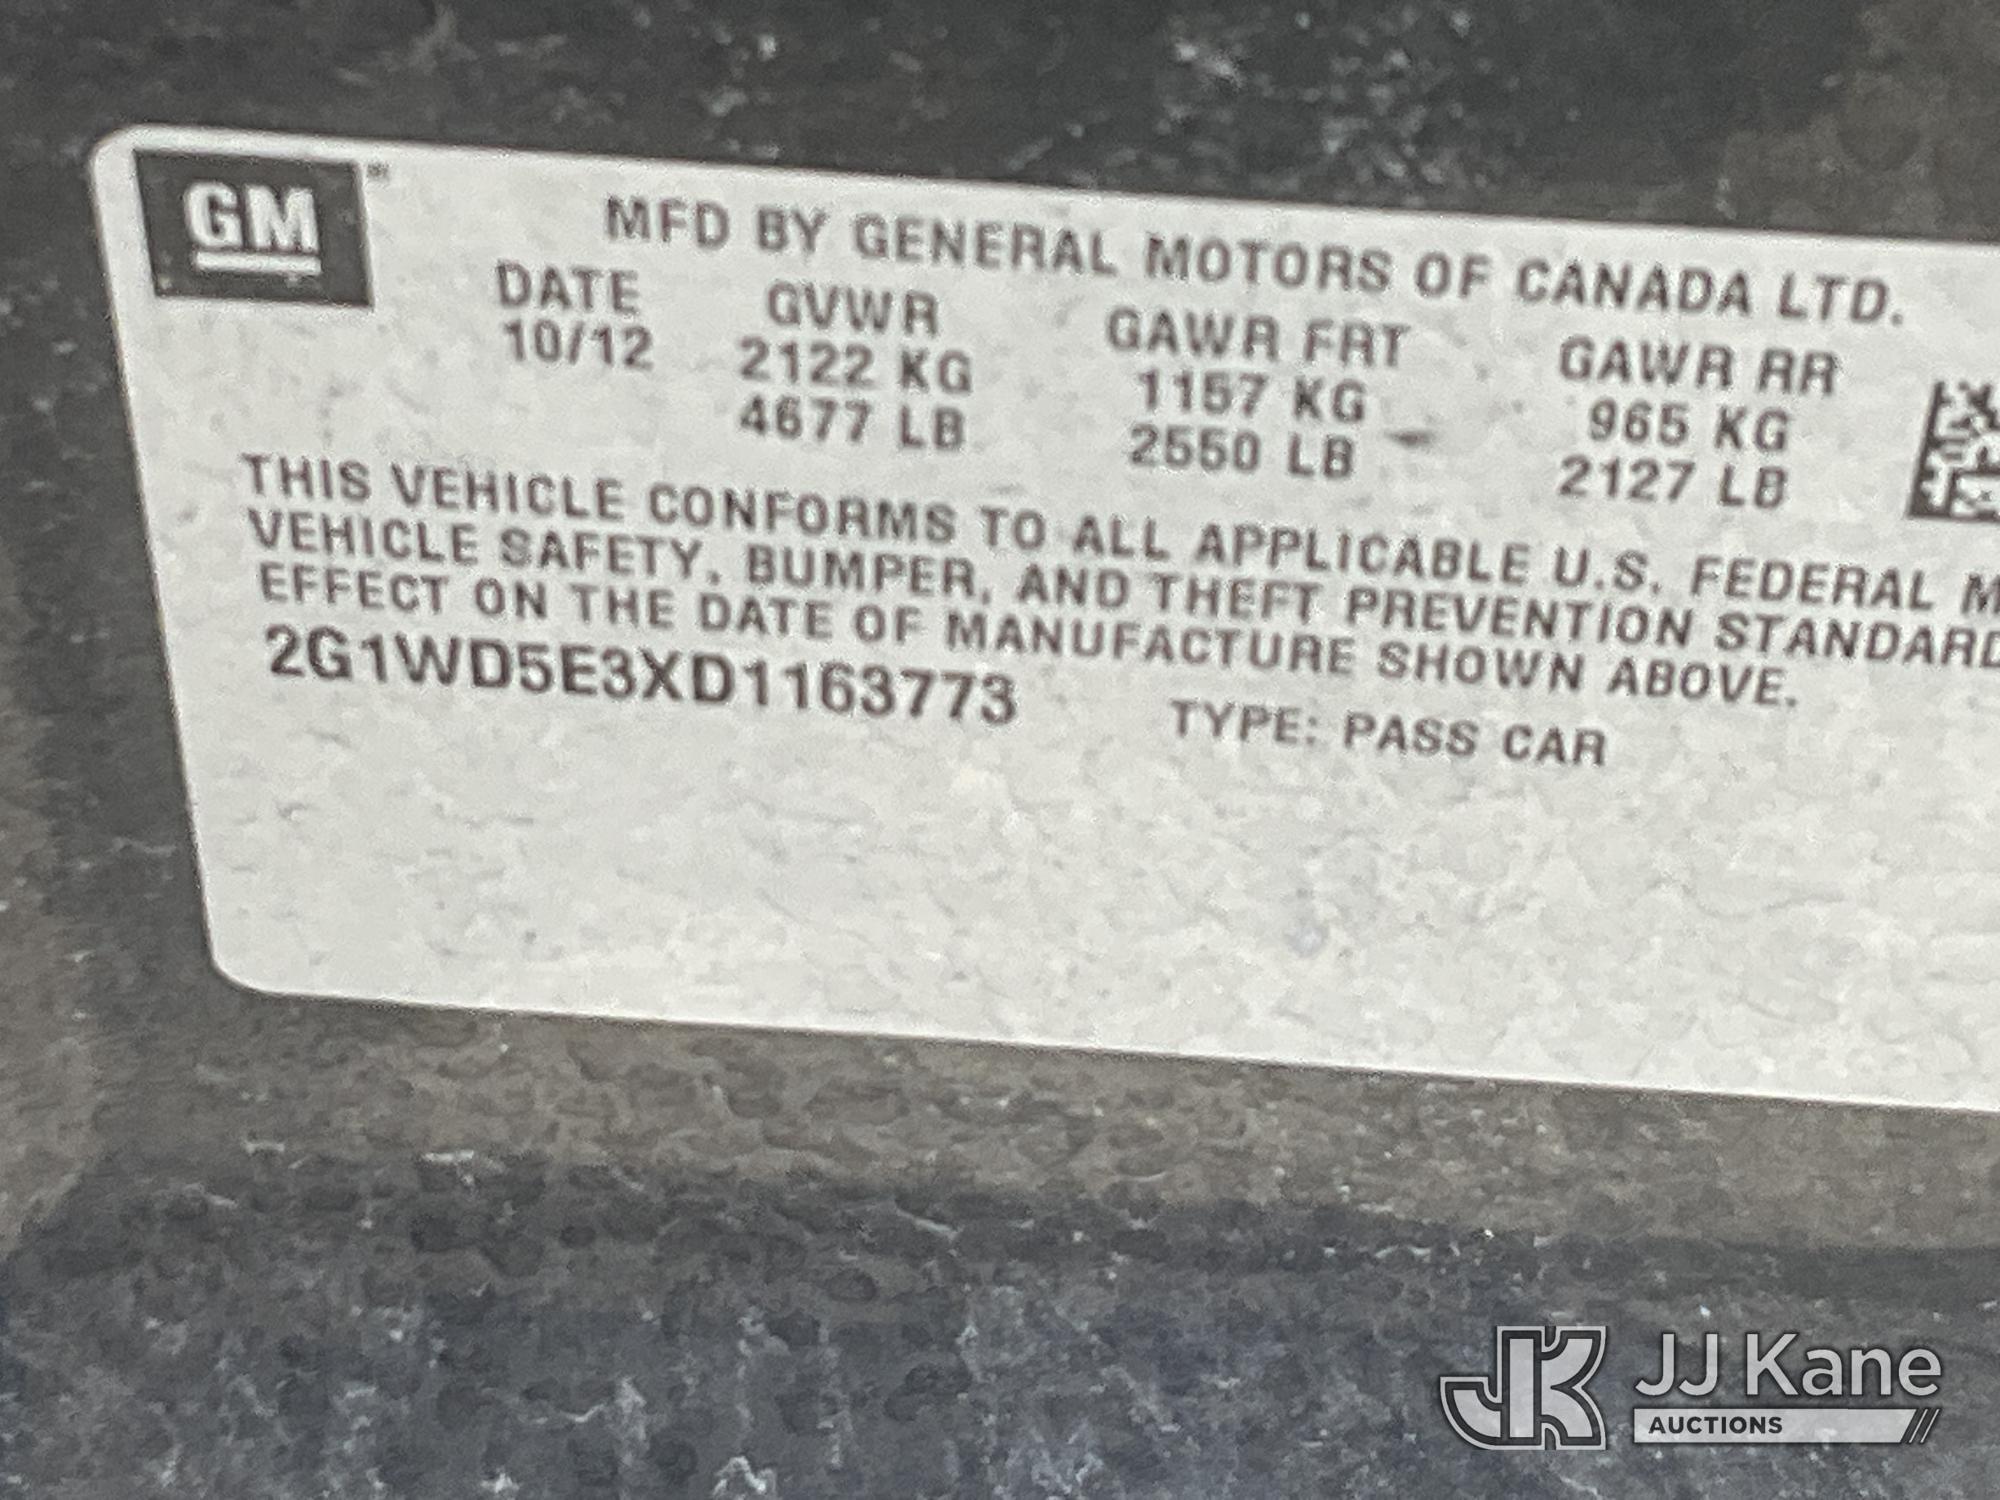 GM
MFD BY GENERAL MOTORS OF CANADA LTD.
DATE GVWR GAWR FRT GAWR RR
10/12 2122 KG 1157 KG 965 KG
4677 LB 2550 LB 2127 LB
THIS VEHICLE CONFORMS TO ALL APPLICABLE U.S. FEDERAL M
VEHICLE SAFETY, BUMPER, AND THEFT PREVENTION STANDARD
EFFECT ON THE DATE OF MANUFACTURE SHOWN ABOVE.
2G1WD5E3XD1163773 TYPE: PASS CAR
JK JJ Kane
AUCTIONS